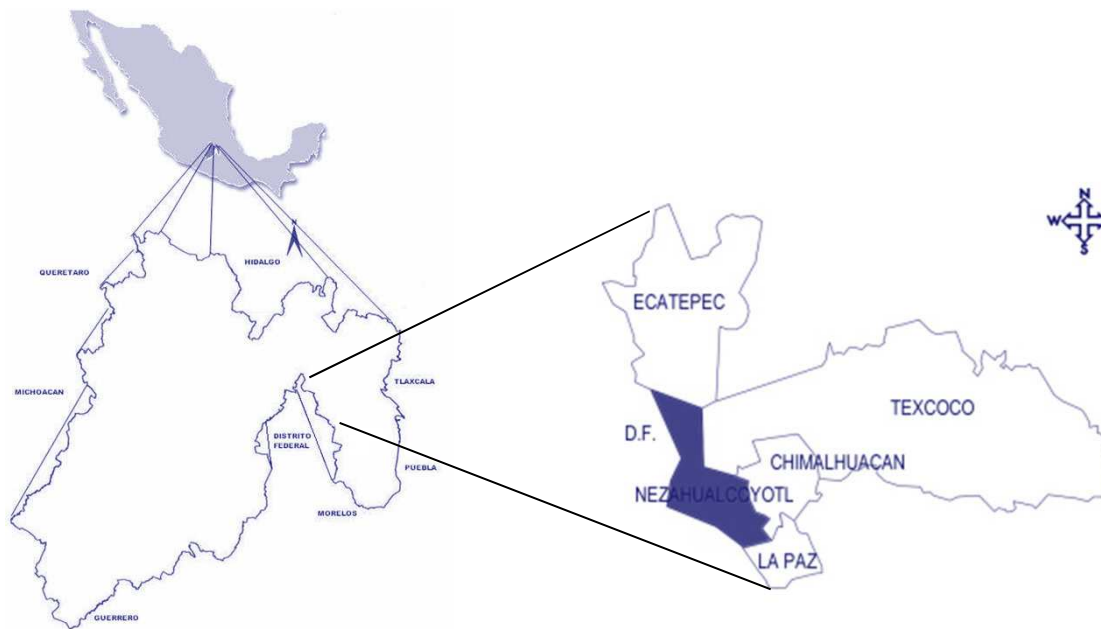 N
QUERETARO
HIDALGO
MICHOACAN
TLAXCALA
DISTRITO
FEDERAL
PUEBLA
MORELOS
GUERRERO
N
W
S
ECATEPEC
TEXCOCO
D.F.
CHIMALHUACAN
NEZAHUALCOYOTL
LA PAZ